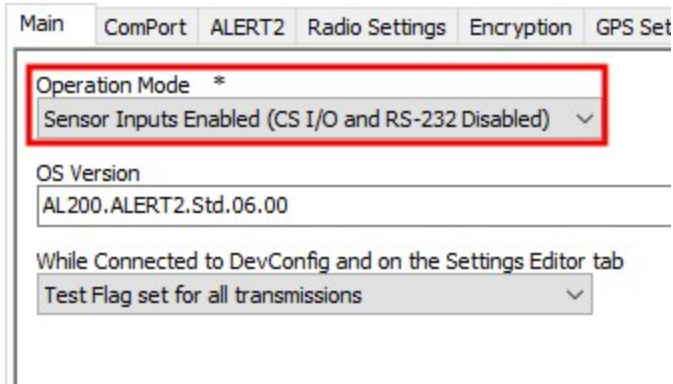 Main ComPort ALERT2 Radio Settings Encryption GPS Set
Operation Mode *
Sensor Inputs Enabled (CS I/O and RS-232 Disabled)
OS Version
AL200.ALERT2.Std.06.00
While Connected to DevConfig and on the Settings Editor tab
Test Flag set for all transmissions